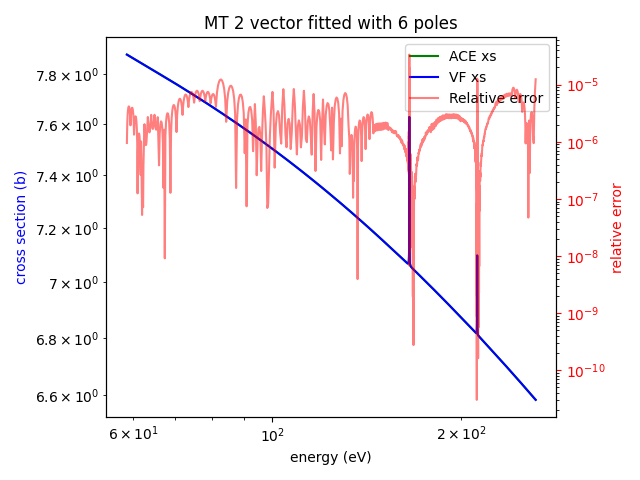 MT 2 vector fitted with 6 poles
ACE xs
VF xs
Relative error
cross section (b)
7.8 × 10⁰
7.6 × 10⁰
7.4 × 10⁰
7.2 × 10⁰
7 × 10⁰
6.8 × 10⁰
6.6 × 10⁰
10⁻⁵
10⁻⁶
10⁻⁷
10⁻⁸
10⁻⁹
10⁻¹⁰
relative error
6 × 10¹
10²
2 × 10²
energy (eV)